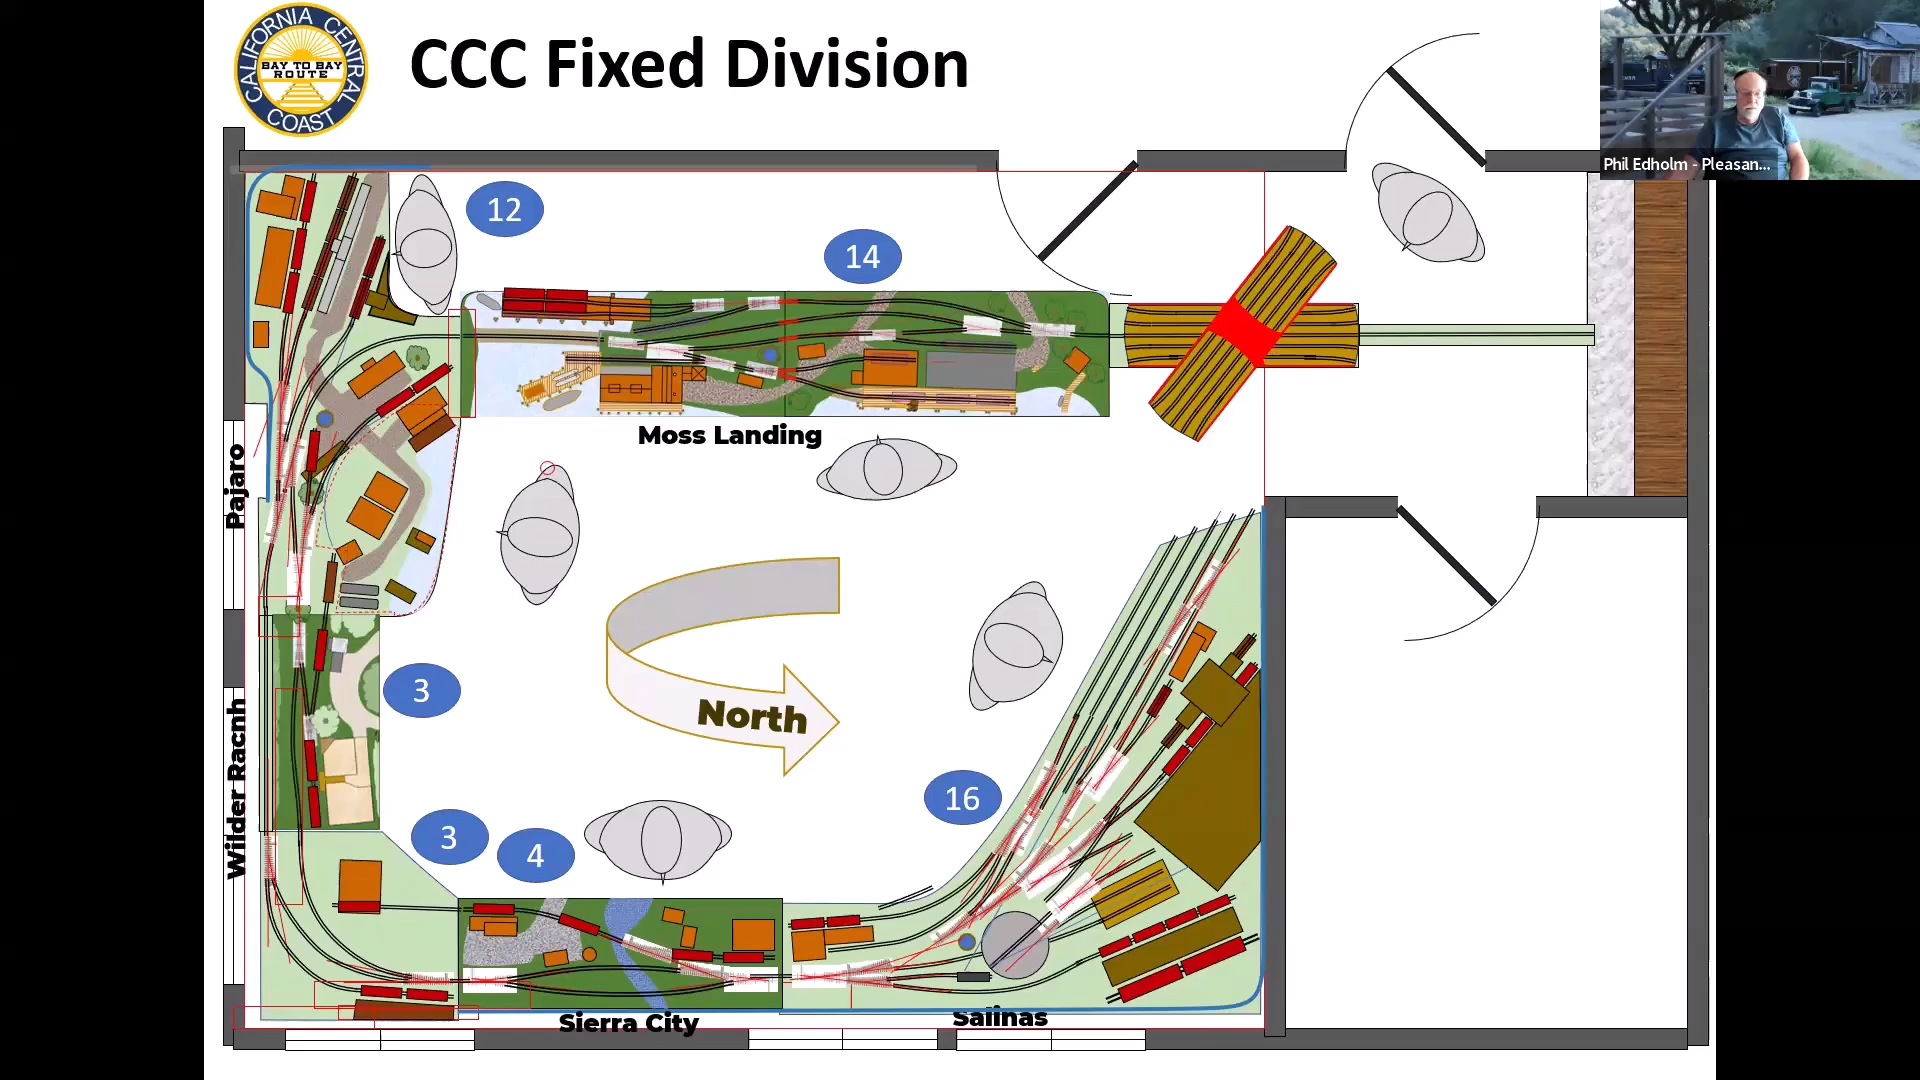 CALIFORNIA CENTRAL COAST
BAY TO BAY
ROUTE
CCC Fixed Division
Phil Edholm - Pleasan...
12
14
Moss Landing
Pajaro
3
North
Wilder Racnh
16
3
4
Sierra City
Salinas